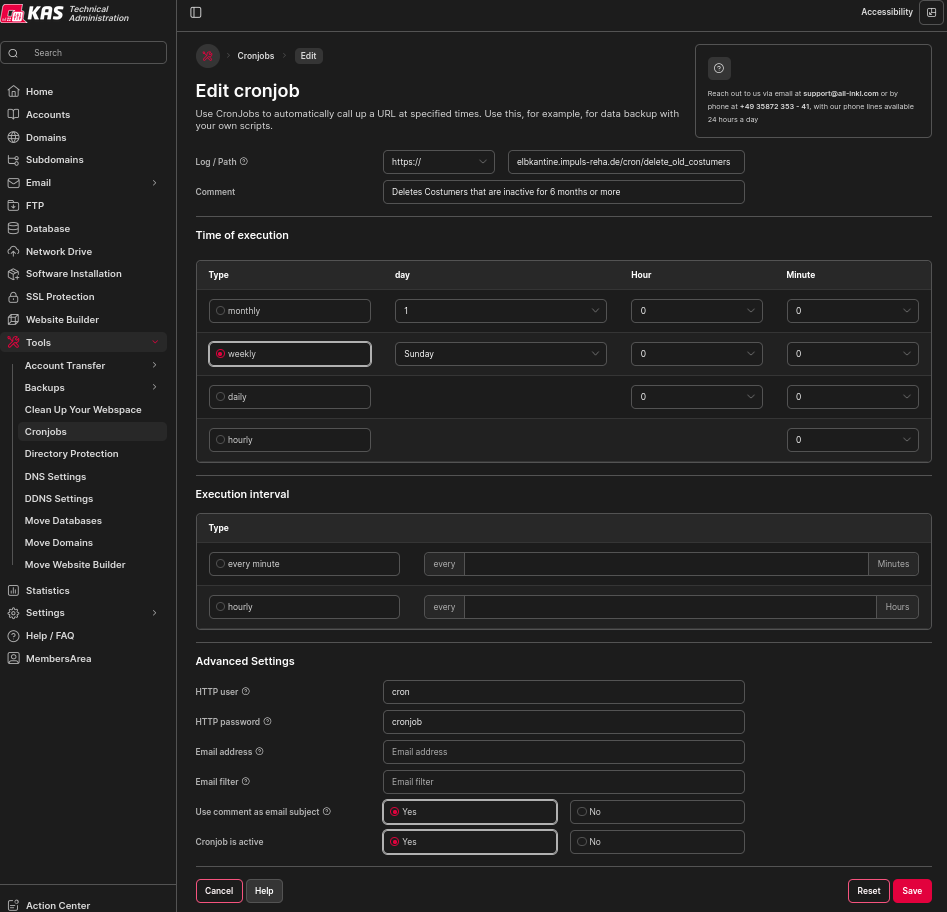 KAS Technical
Administration
Search
Home
Accounts
Domains
Subdomains
Email
FTP
Database
Network Drive
Software Installation
SSL Protection
Website Builder
Tools
Account Transfer
Backups
Clean Up Your Webspace
Cronjobs
Directory Protection
DNS Settings
DDNS Settings
Move Databases
Move Domains
Move Website Builder
Statistics
Settings
Help / FAQ
MembersArea
Action Center
Accessibility
Cronjobs Edit
Edit cronjob
Use CronJobs to automatically call up a URL at specified times. Use this, for example, for data backup with
your own scripts.
Reach out to us via email at support@all-inkl.com or by
phone at +49 35872 353 - 41, with our phone lines available
24 hours a day
Log / Path https:// elbkantine.impuls-reha.de/cron/delete_old_costumers
Comment Deletes Costumers that are inactive for 6 months or more
Time of execution
Type day Hour Minute
monthly 1 0 0
weekly Sunday 0 0
daily 0 0
hourly 0
Execution interval
Type
every minute every Minutes
hourly every Hours
Advanced Settings
HTTP user cron
HTTP password cronjob
Email address Email address
Email filter Email filter
Use comment as email subject Yes No
Cronjob is active Yes No
Cancel Help Reset Save